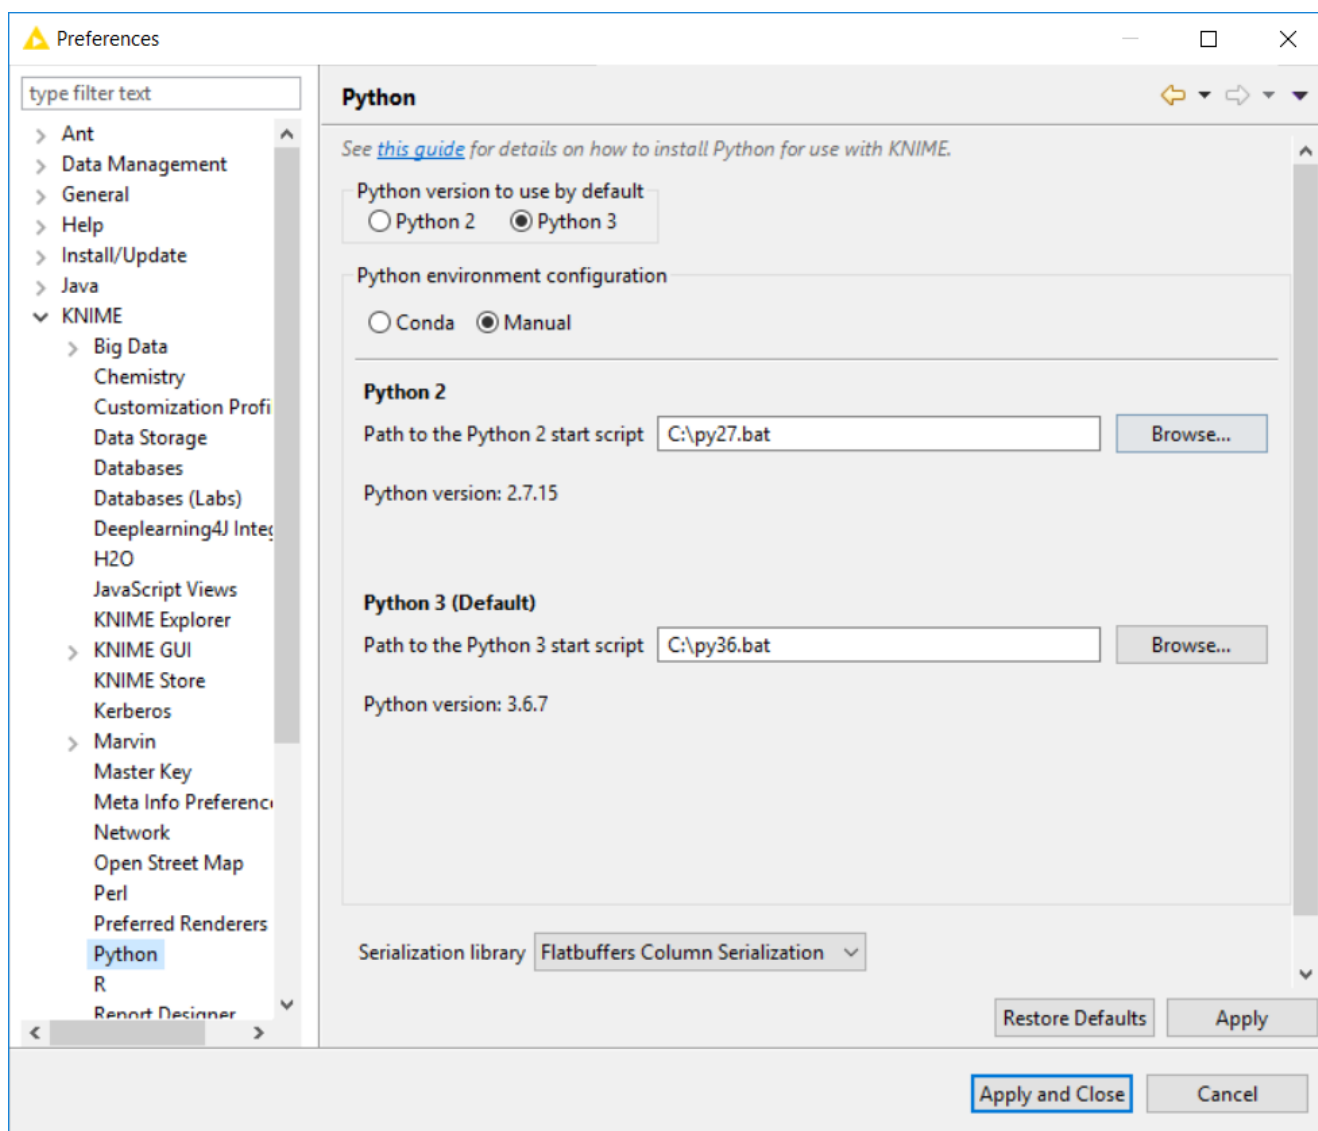 Preferences
type filter text
Ant
Data Management
General
Help
Install/Update
Java
KNIME
Big Data
Chemistry
Customization Profi
Data Storage
Databases
Databases (Labs)
Deeplearning4J Integ
H2O
JavaScript Views
KNIME Explorer
KNIME GUI
KNIME Store
Kerberos
Marvin
Master Key
Meta Info Preferenc
Network
Open Street Map
Perl
Preferred Renderers
Python
R
Report Designer
Python
See this guide for details on how to install Python for use with KNIME.
Python version to use by default
Python 2 Python 3
Python environment configuration
Conda Manual
Python 2
Path to the Python 2 start script C:\py27.bat Browse...
Python version: 2.7.15
Python 3 (Default)
Path to the Python 3 start script C:\py36.bat Browse...
Python version: 3.6.7
Serialization library Flatbuffers Column Serialization
Restore Defaults Apply
Apply and Close Cancel